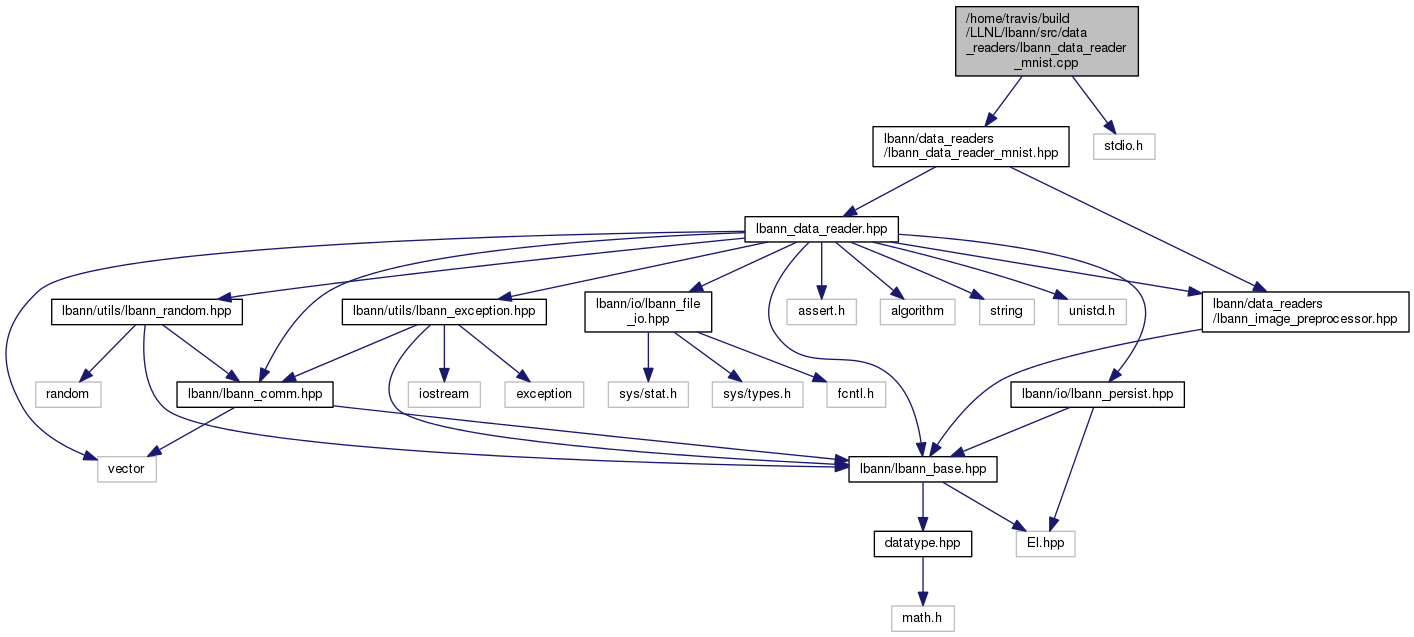 /home/travis/build
/LLNL/lbann/src/data
_readers/lbann_data_reader
_mnist.cpp
lbann/data_readers
/lbann_data_reader_mnist.hpp
stdio.h
lbann_data_reader.hpp
lbann/utils/lbann_random.hpp
lbann/utils/lbann_exception.hpp
lbann/io/lbann_file
_io.hpp
assert.h
algorithm
string
unistd.h
lbann/data_readers
/lbann_image_preprocessor.hpp
random
lbann/lbann_comm.hpp
iostream
exception
sys/stat.h
sys/types.h
fcntl.h
lbann/io/lbann_persist.hpp
vector
lbann/lbann_base.hpp
datatype.hpp
El.hpp
math.h